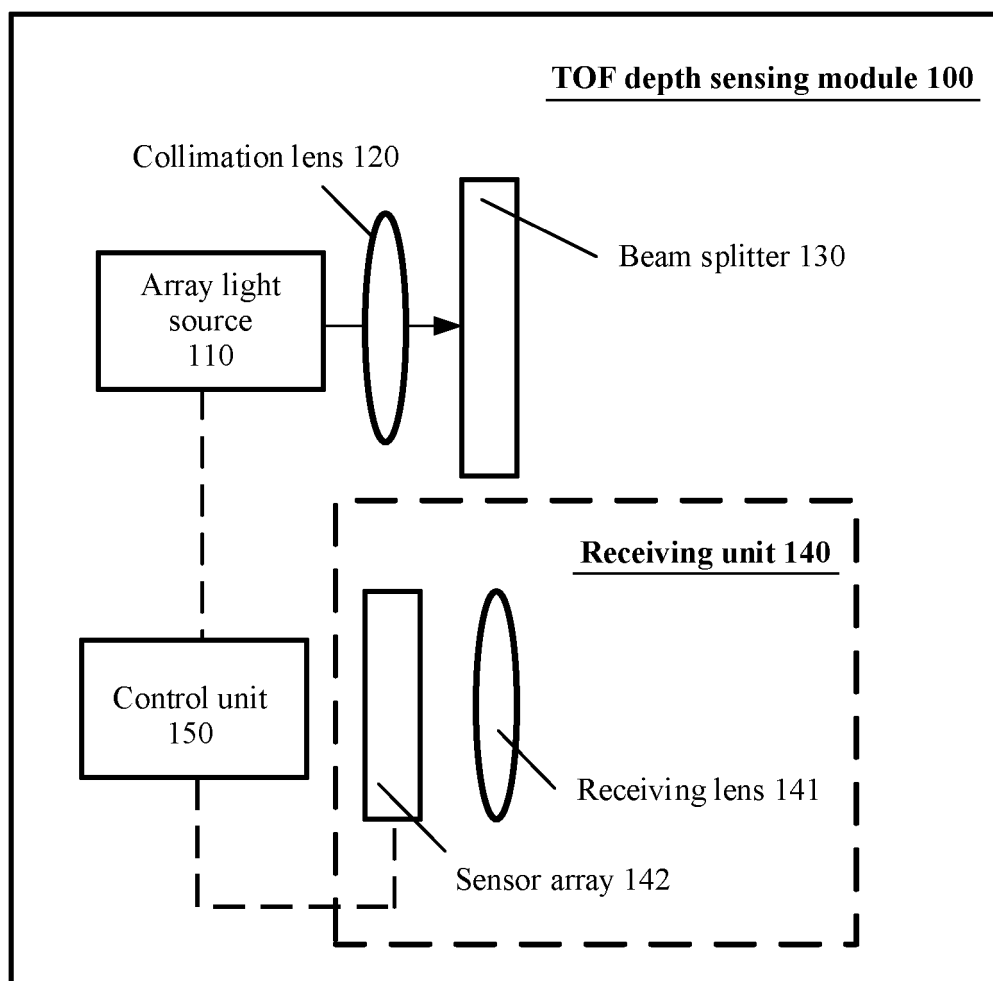 TOF depth sensing module 100
Collimation lens 120
Beam splitter 130
Array light
source
110
Receiving unit 140
Control unit
150
Receiving lens 141
Sensor array 142